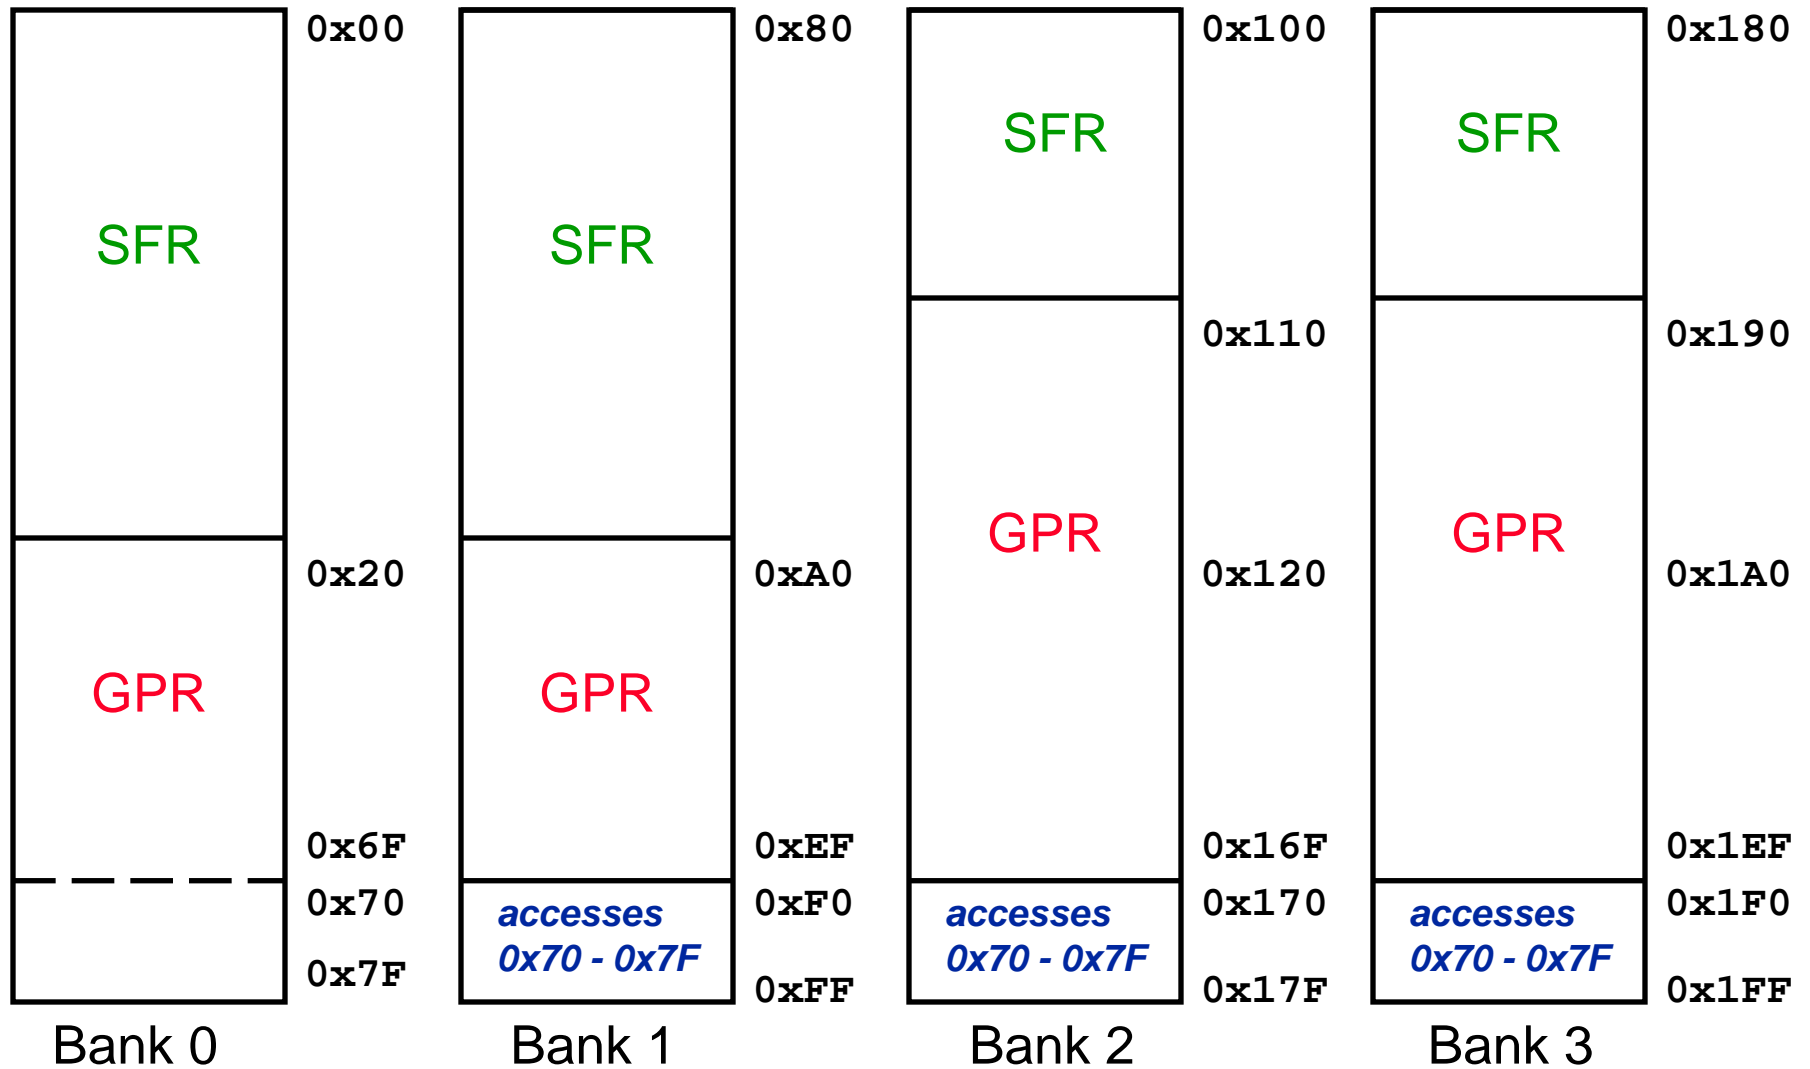 0x00
SFR
0x20
GPR
0x6F
0x70
0x7F
Bank 0
0x80
SFR
0xA0
GPR
0xEF
accesses
0x70 - 0x7F
0xF0
0xFF
Bank 1
0x100
SFR
0x110
GPR
0x120
0x16F
accesses
0x70 - 0x7F
0x170
0x17F
Bank 2
0x180
SFR
0x190
GPR
0x1A0
0x1EF
accesses
0x70 - 0x7F
0x1F0
0x1FF
Bank 3